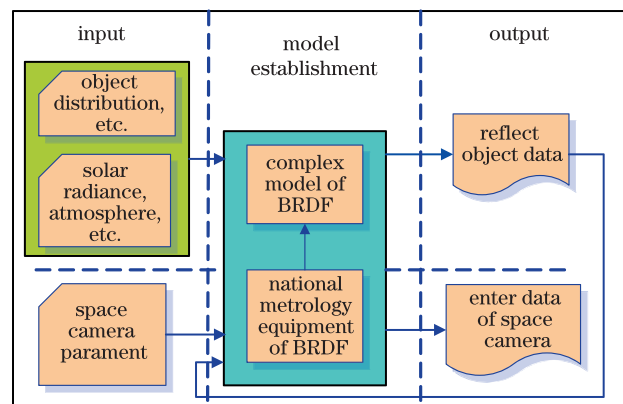 input
model
establishment
output
object
distribution,
etc.
solar
radiance,
atmosphere,
etc.
complex
model of
BRDF
reflect
object data
space
camera
parament
national
metrology
equipment
of BRDF
enter data
of space
camera